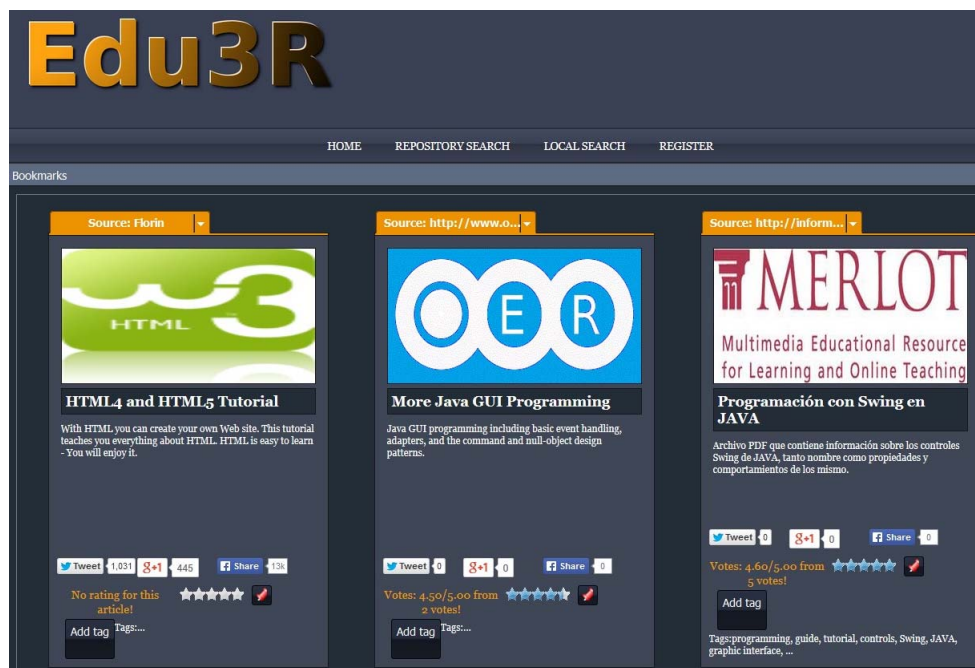 Edu3R
HOME REPOSITORY SEARCH LOCAL SEARCH REGISTER
Bookmarks
Source: Florin
w3
HTML
HTML4 and HTML5 Tutorial
With HTML you can create your own Web site. This tutorial
teaches you everything about HTML. HTML is easy to learn
- You will enjoy it.
Tweet 1,031 g+1 445 Share 13k
No rating for this
article!
Add tag Tags:...
Source: http://www.o...
OER
More Java GUI Programming
Java GUI programming including basic event handling,
adapters, and the command and null-object design
patterns.
Tweet 0 g+1 0 Share 0
Votes: 4.50/5.00 from
2 votes!
Add tag Tags:...
Source: http://inform...
MERLOT
Multimedia Educational Resource
for Learning and Online Teaching
Programación con Swing en
JAVA
Archivo PDF que contiene información sobre los controles
Swing de JAVA, tanto nombre como propiedades y
comportamientos de los mismo.
Tweet 0 g+1 0 Share 0
Votes: 4.60/5.00 from
5 votes!
Add tag
Tags:programming, guide, tutorial, controls, Swing, JAVA,
graphic interface, ...